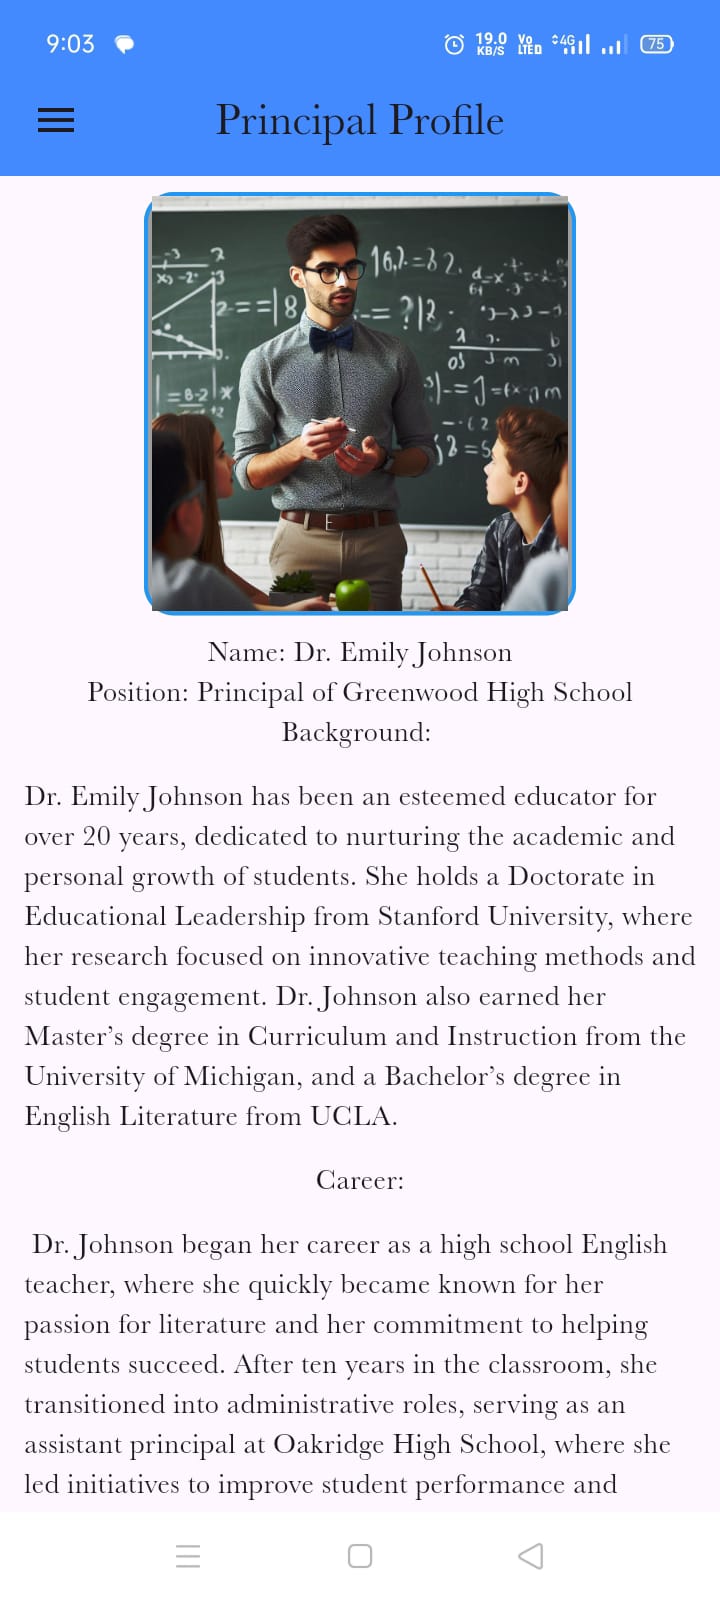 9:03
19.0
KB/S
Vo
LTED
4G
75
Principal Profile
16,
Name: Dr. Emily Johnson
Position: Principal of Greenwood High School
Background:
Dr. Emily Johnson has been an esteemed educator for
over 20 years, dedicated to nurturing the academic and
personal growth of students. She holds a Doctorate in
Educational Leadership from Stanford University, where
her research focused on innovative teaching methods and
student engagement. Dr. Johnson also earned her
Master’s degree in Curriculum and Instruction from the
University of Michigan, and a Bachelor’s degree in
English Literature from UCLA.
Career:
Dr. Johnson began her career as a high school English
teacher, where she quickly became known for her
passion for literature and her commitment to helping
students succeed. After ten years in the classroom, she
transitioned into administrative roles, serving as an
assistant principal at Oakridge High School, where she
led initiatives to improve student performance and